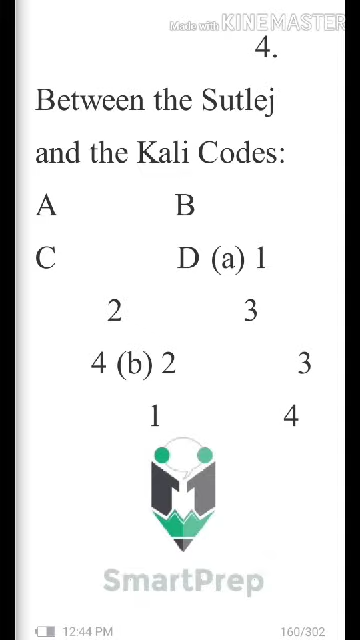 Made with KINEMASTER
4.
Between the Sutlej
and the Kali Codes:
A B
C D (a) 1
2 3
4 (b) 2 3
1 4
SmartPrep
12:44 PM 160/302